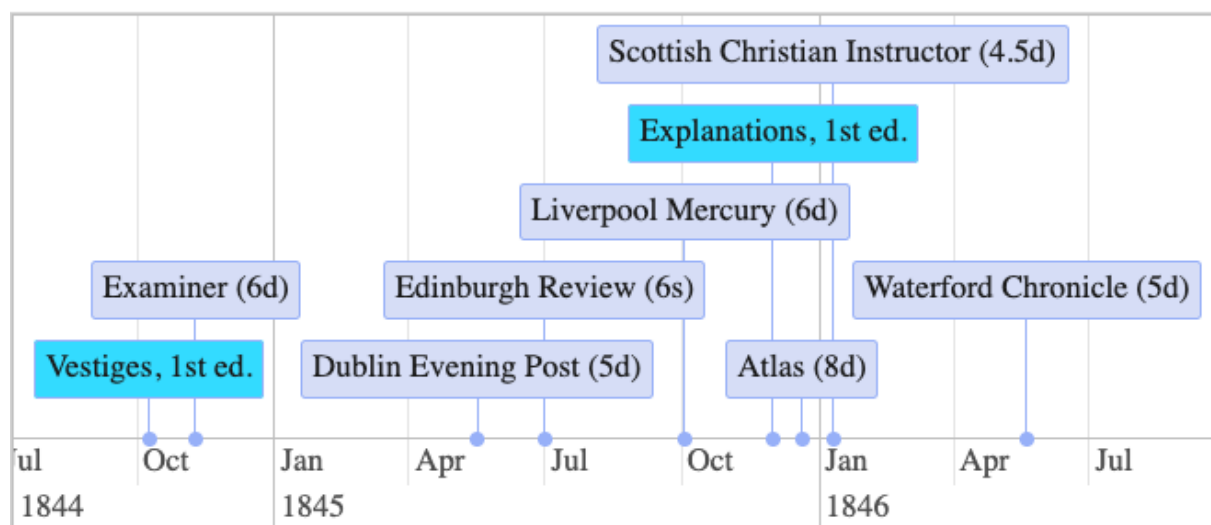 Scottish Christian Instructor (4.5d)
Explanations, 1st ed.
Liverpool Mercury (6d)
Examiner (6d)
Edinburgh Review (6s)
Waterford Chronicle (5d)
Vestiges, 1st ed.
Dublin Evening Post (5d)
Atlas (8d)
Jul Oct Jan Apr Jul Oct Jan Apr Jul
1844 1845 1846